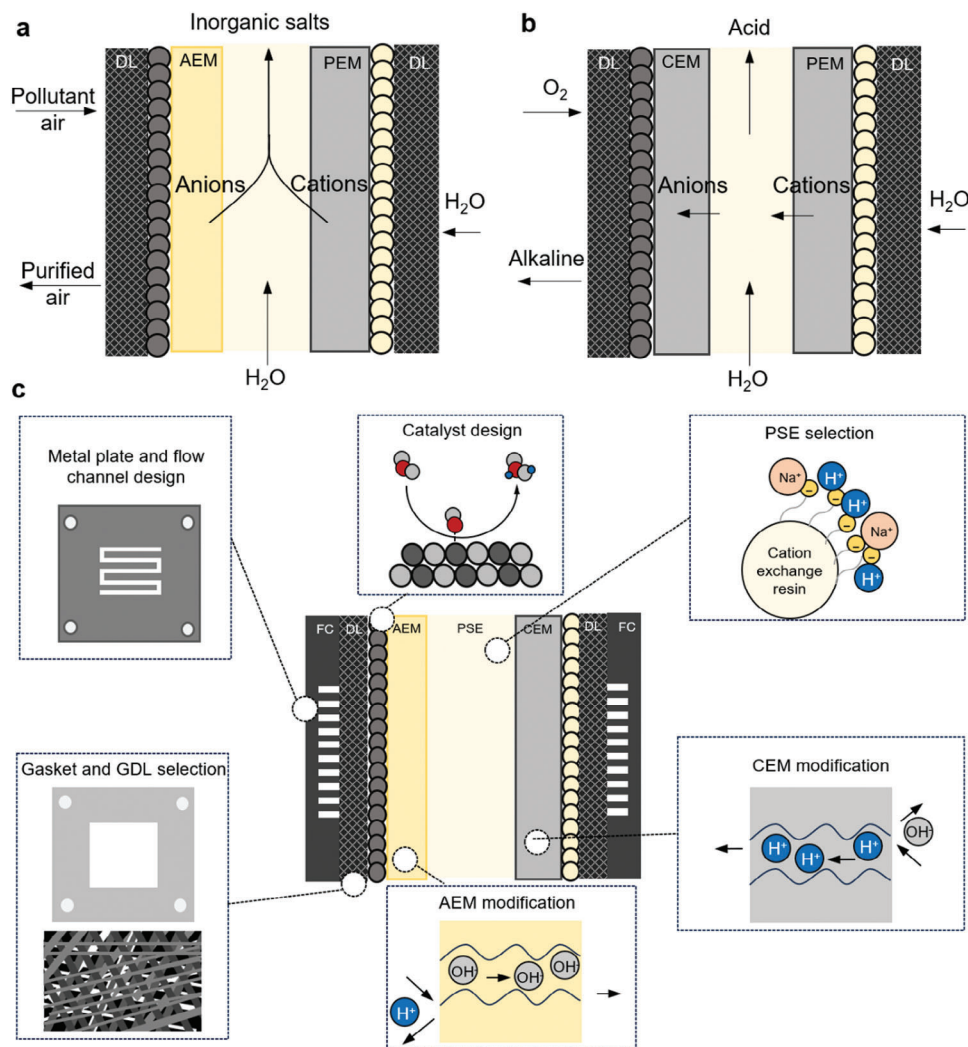 a
Inorganic salts
DL
AEM
PEM
DL
Pollutant
air
Anions
Cations
H₂O
Purified
air
H₂O
b
Acid
DL
CEM
PEM
DL
O₂
Anions
Cations
H₂O
Alkaline
H₂O
c
Metal plate and flow
channel design
Catalyst design
PSE selection
Na⁺
H⁺
H⁺
Na⁺
H⁺
−
−
−
−
−
Cation
exchange
resin
FC
DL
AEM
PSE
CEM
DL
FC
Gasket and GDL selection
CEM modification
H⁺
H⁺
H⁺
OH⁻
AEM modification
OH⁻
OH⁻
OH⁻
H⁺